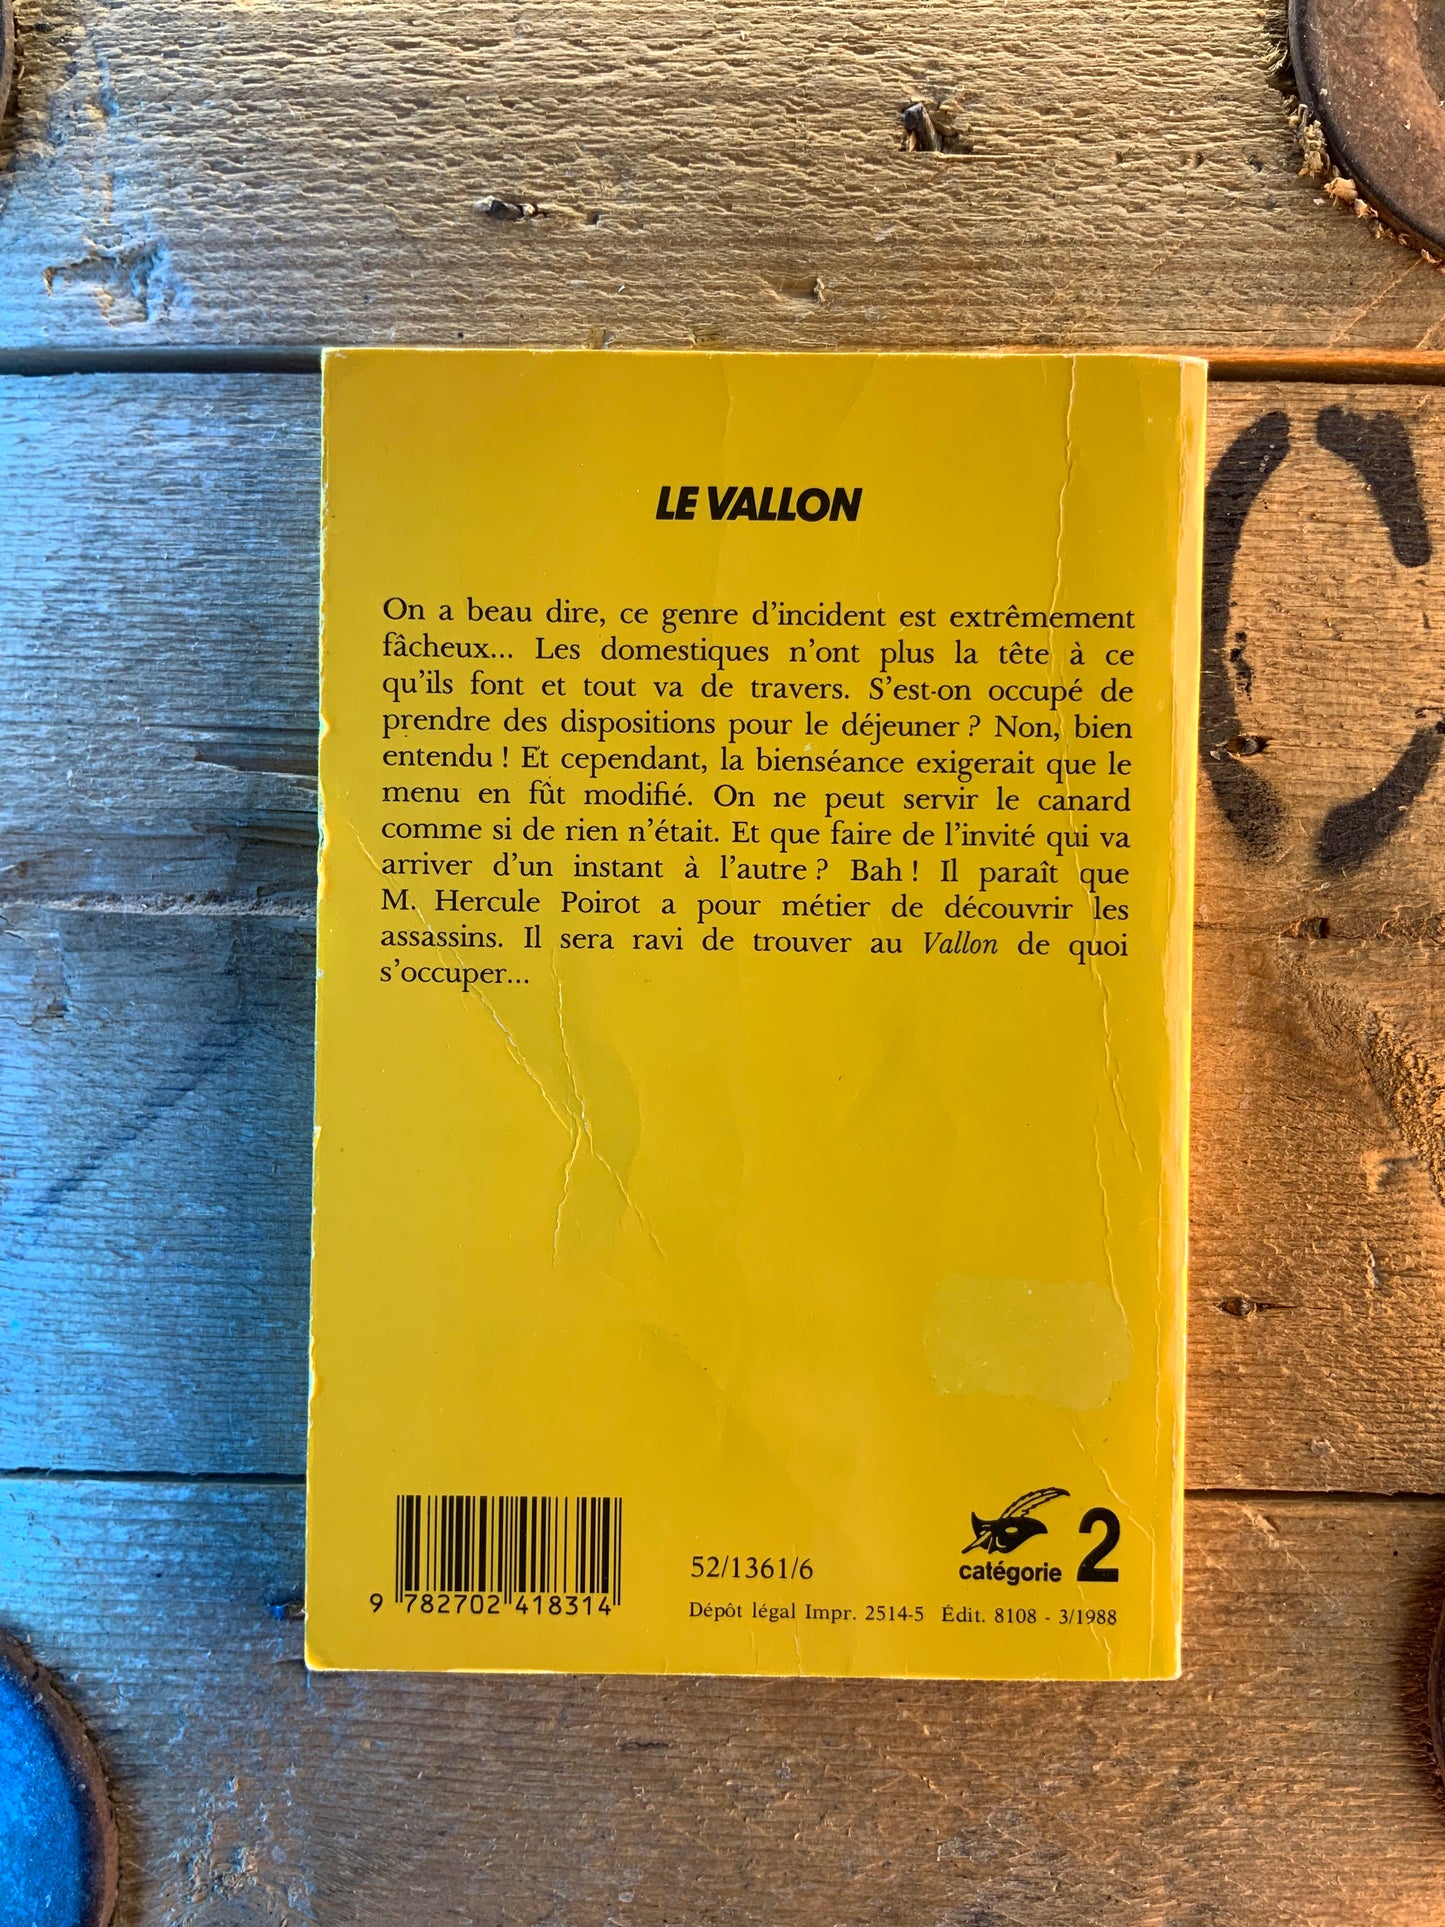 LE VALLON
On a beau dire, ce genre d'incident est extrêmement
fâcheux... Les domestiques n'ont plus la tête à ce
qu'ils font et tout va de travers. S'est-on occupé de
prendre des dispositions pour le déjeuner ? Non, bien
entendu ! Et cependant, la bienséance exigerait que le
menu en fût modifié. On ne peut servir le canard
comme si de rien n'était. Et que faire de l'invité qui va
arriver d'un instant à l'autre ? Bah ! Il paraît que
M. Hercule Poirot a pour métier de découvrir les
assassins. Il sera ravi de trouver au Vallon de quoi
s'occuper...
52/1361/6
catégorie 2
9 782702 418314
Dépôt légal Impr. 2514-5 Édit. 8108 - 3/1988